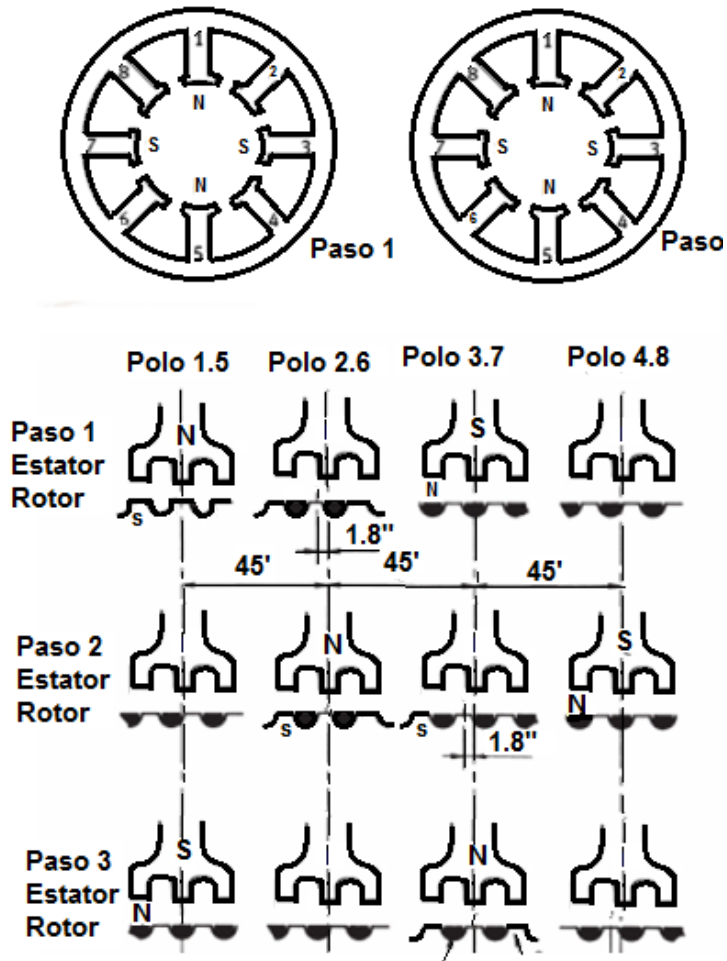 1
8 2
N
7 S S 3
N
6 4
5
Paso 1
1
8 2
N
7 S S 3
N
6 4
5
Paso
Polo 1.5 Polo 2.6 Polo 3.7 Polo 4.8
Paso 1
Estator
Rotor
N S
S N
1.8"
45' 45' 45'
Paso 2
Estator
Rotor
N S
S S N
1.8"
Paso 3
Estator
Rotor
S N
N